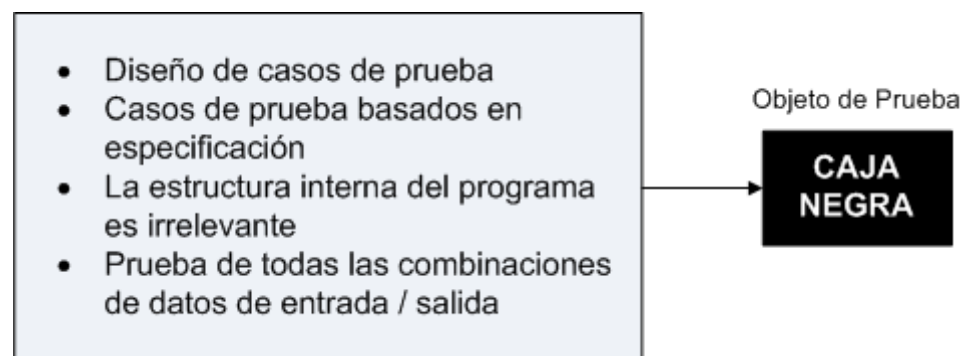 • Diseño de casos de prueba
• Casos de prueba basados en
especificación
• La estructura interna del programa
es irrelevante
• Prueba de todas las combinaciones
de datos de entrada / salida
Objeto de Prueba
CAJA
NEGRA